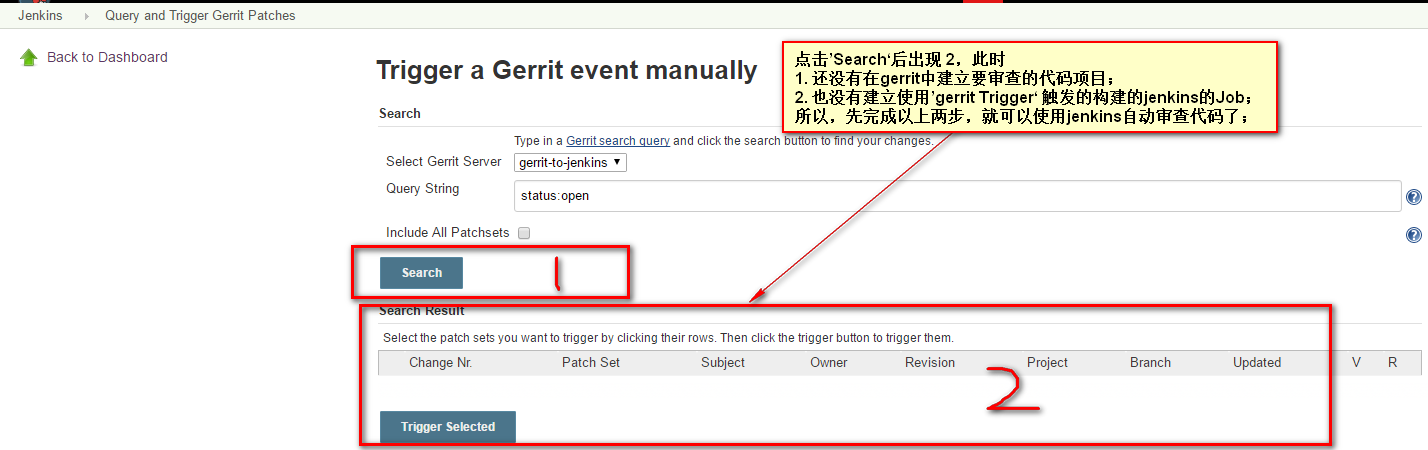 Jenkins
Query and Trigger Gerrit Patches
Back to Dashboard
Trigger a Gerrit event manually
点击’Search‘后出现 2，此时
1. 还没有在gerrit中建立要审查的代码项目；
2. 也没有建立使用’gerrit Trigger‘ 触发的构建的jenkins的Job；
所以，先完成以上两步，就可以使用jenkins自动审查代码了；
Search
Type in a Gerrit search query and click the search button to find your changes.
Select Gerrit Server gerrit-to-jenkins
Query String status:open
Include All Patchsets
Search 1
Search Result
Select the patch sets you want to trigger by clicking their rows. Then click the trigger button to trigger them.
Change Nr. Patch Set Subject Owner Revision Project Branch Updated V R
2
Trigger Selected